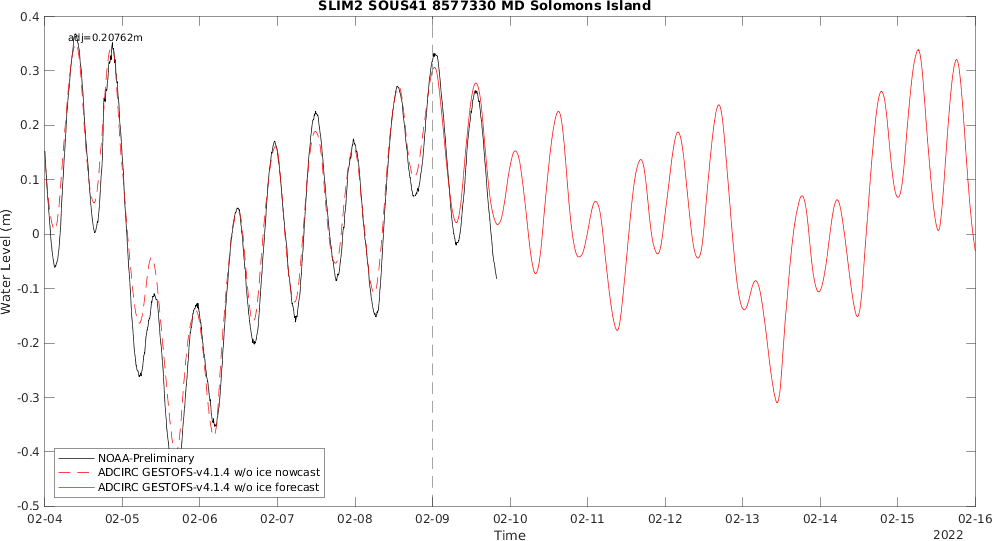 SLIM2 SOUS41 8577330 MD Solomons Island
adj=0.20762m
Water Level (m)
0.4
0.3
0.2
0.1
0
-0.1
-0.2
-0.3
-0.4
-0.5
NOAA-Preliminary
ADCIRC GESTOFS-v4.1.4 w/o ice nowcast
ADCIRC GESTOFS-v4.1.4 w/o ice forecast
02-04 02-05 02-06 02-07 02-08 02-09 02-10 02-11 02-12 02-13 02-14 02-15 02-16
Time
2022